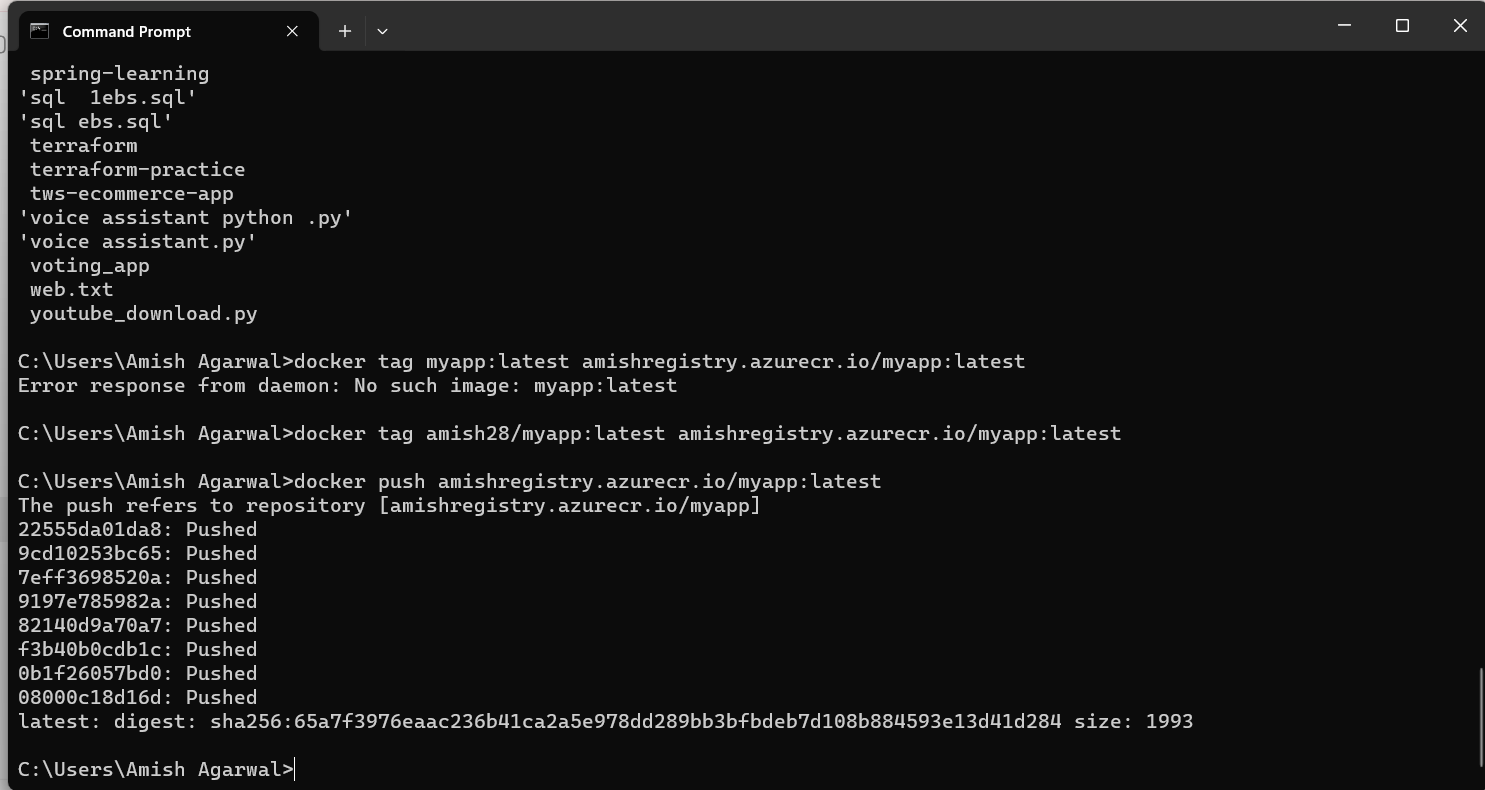 Command Prompt
spring-learning
'sql  1ebs.sql'
'sql ebs.sql'
terraform
terraform-practice
tws-ecommerce-app
'voice assistant python .py'
'voice assistant.py'
voting_app
web.txt
youtube_download.py
C:\Users\Amish Agarwal>docker tag myapp:latest amishregistry.azurecr.io/myapp:latest
Error response from daemon: No such image: myapp:latest
C:\Users\Amish Agarwal>docker tag amish28/myapp:latest amishregistry.azurecr.io/myapp:latest
C:\Users\Amish Agarwal>docker push amishregistry.azurecr.io/myapp:latest
The push refers to repository [amishregistry.azurecr.io/myapp]
22555da01da8: Pushed
9cd10253bc65: Pushed
7eff3698520a: Pushed
9197e785982a: Pushed
82140d9a70a7: Pushed
f3b40b0cdb1c: Pushed
0b1f26057bd0: Pushed
08000c18d16d: Pushed
latest: digest: sha256:65a7f3976eaac236b41ca2a5e978dd289bb3bfbdeb7d108b884593e13d41d284 size: 1993
C:\Users\Amish Agarwal>